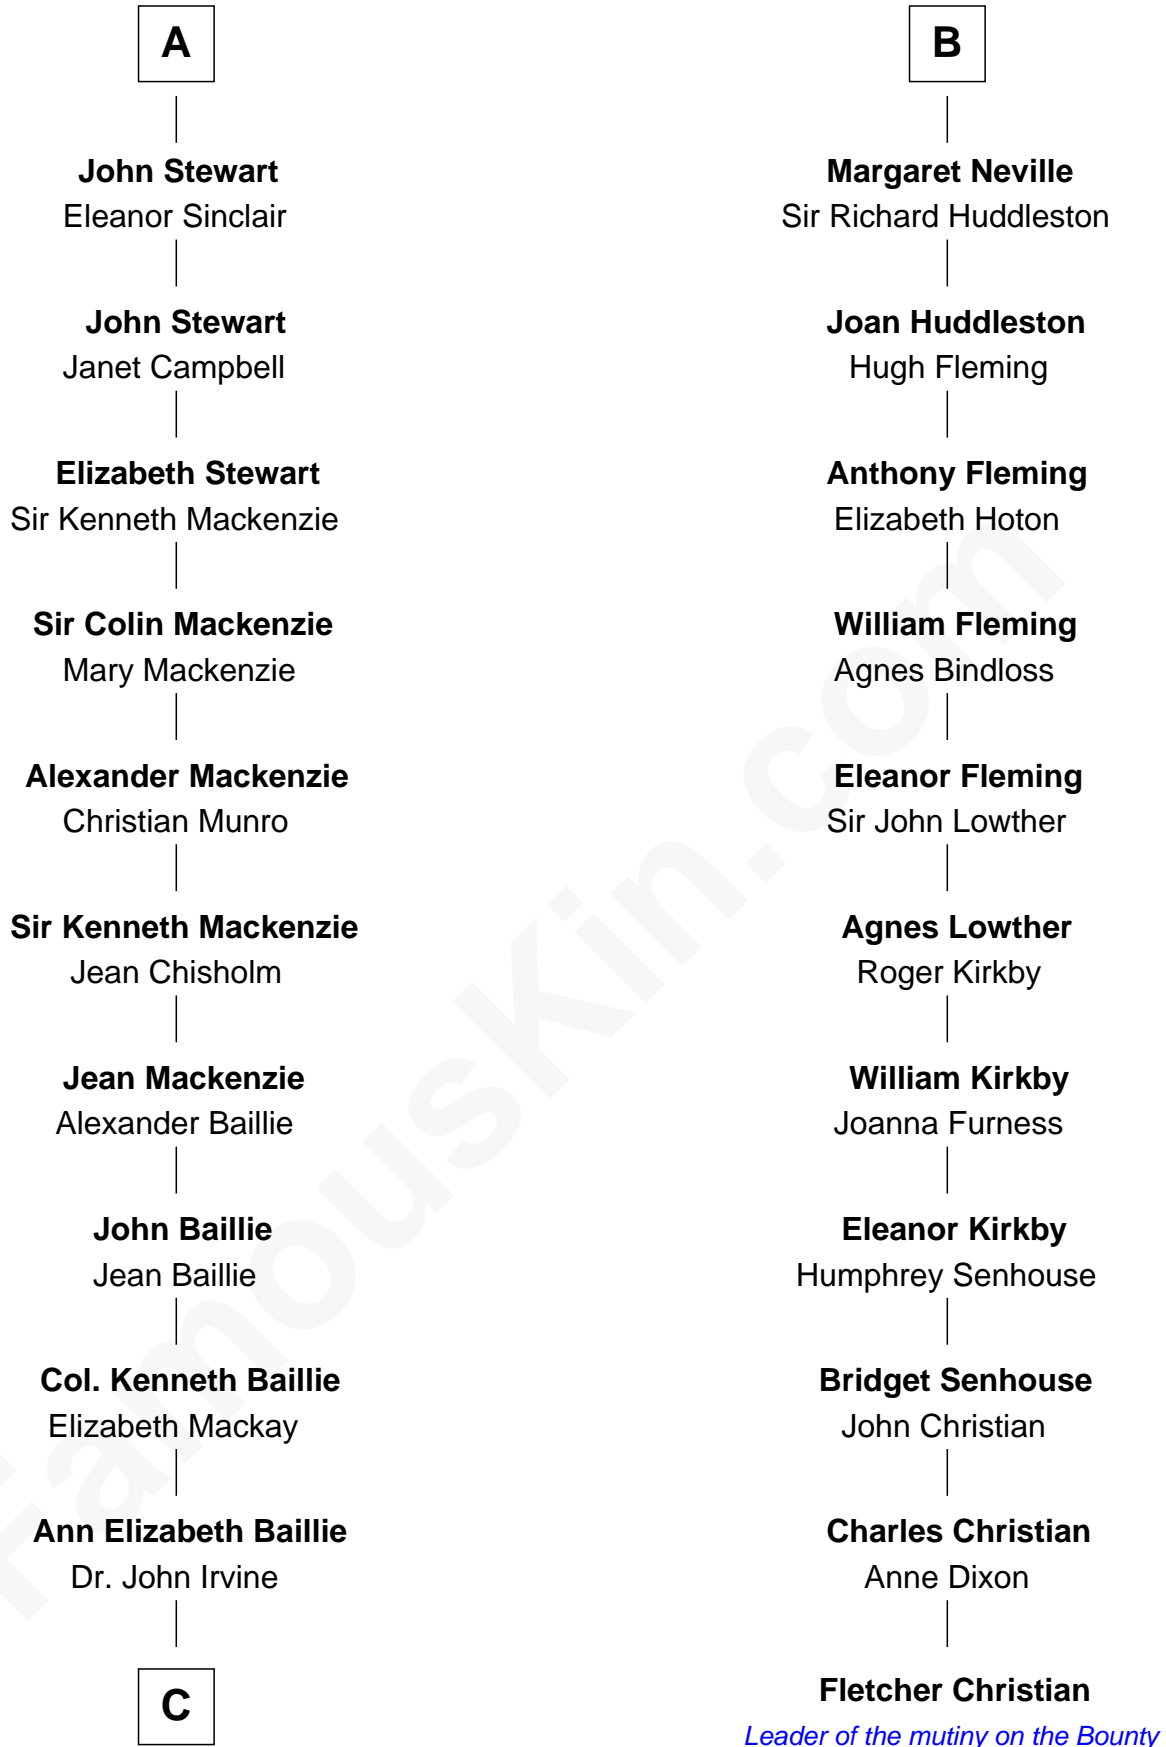 A
John Stewart
Eleanor Sinclair
John Stewart
Janet Campbell
Elizabeth Stewart
Sir Kenneth Mackenzie
Sir Colin Mackenzie
Mary Mackenzie
Alexander Mackenzie
Christian Munro
Sir Kenneth Mackenzie
Jean Chisholm
Jean Mackenzie
Alexander Baillie
John Baillie
Jean Baillie
Col. Kenneth Baillie
Elizabeth Mackay
Ann Elizabeth Baillie
Dr. John Irvine
C
B
Margaret Neville
Sir Richard Huddleston
Joan Huddleston
Hugh Fleming
Anthony Fleming
Elizabeth Hoton
William Fleming
Agnes Bindloss
Eleanor Fleming
Sir John Lowther
Agnes Lowther
Roger Kirkby
William Kirkby
Joanna Furness
Eleanor Kirkby
Humphrey Senhouse
Bridget Senhouse
John Christian
Charles Christian
Anne Dixon
Fletcher Christian
Leader of the mutiny on the Bounty
FamousKin.com